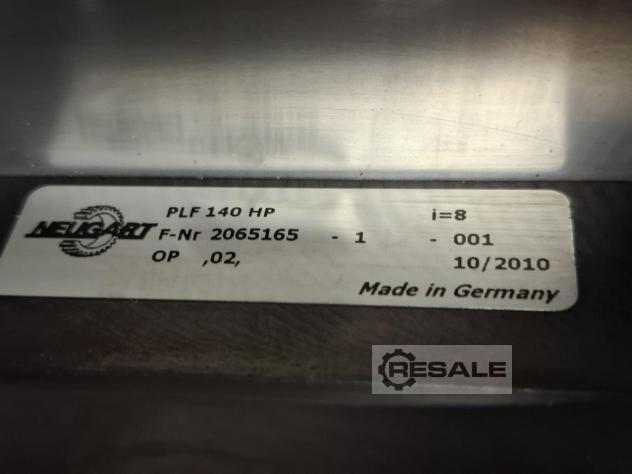 NEUGART
PLF 140 HP i=8
F-Nr 2065165 - 1 - 001
OP ,02, 10/2010
Made in Germany
RESALE